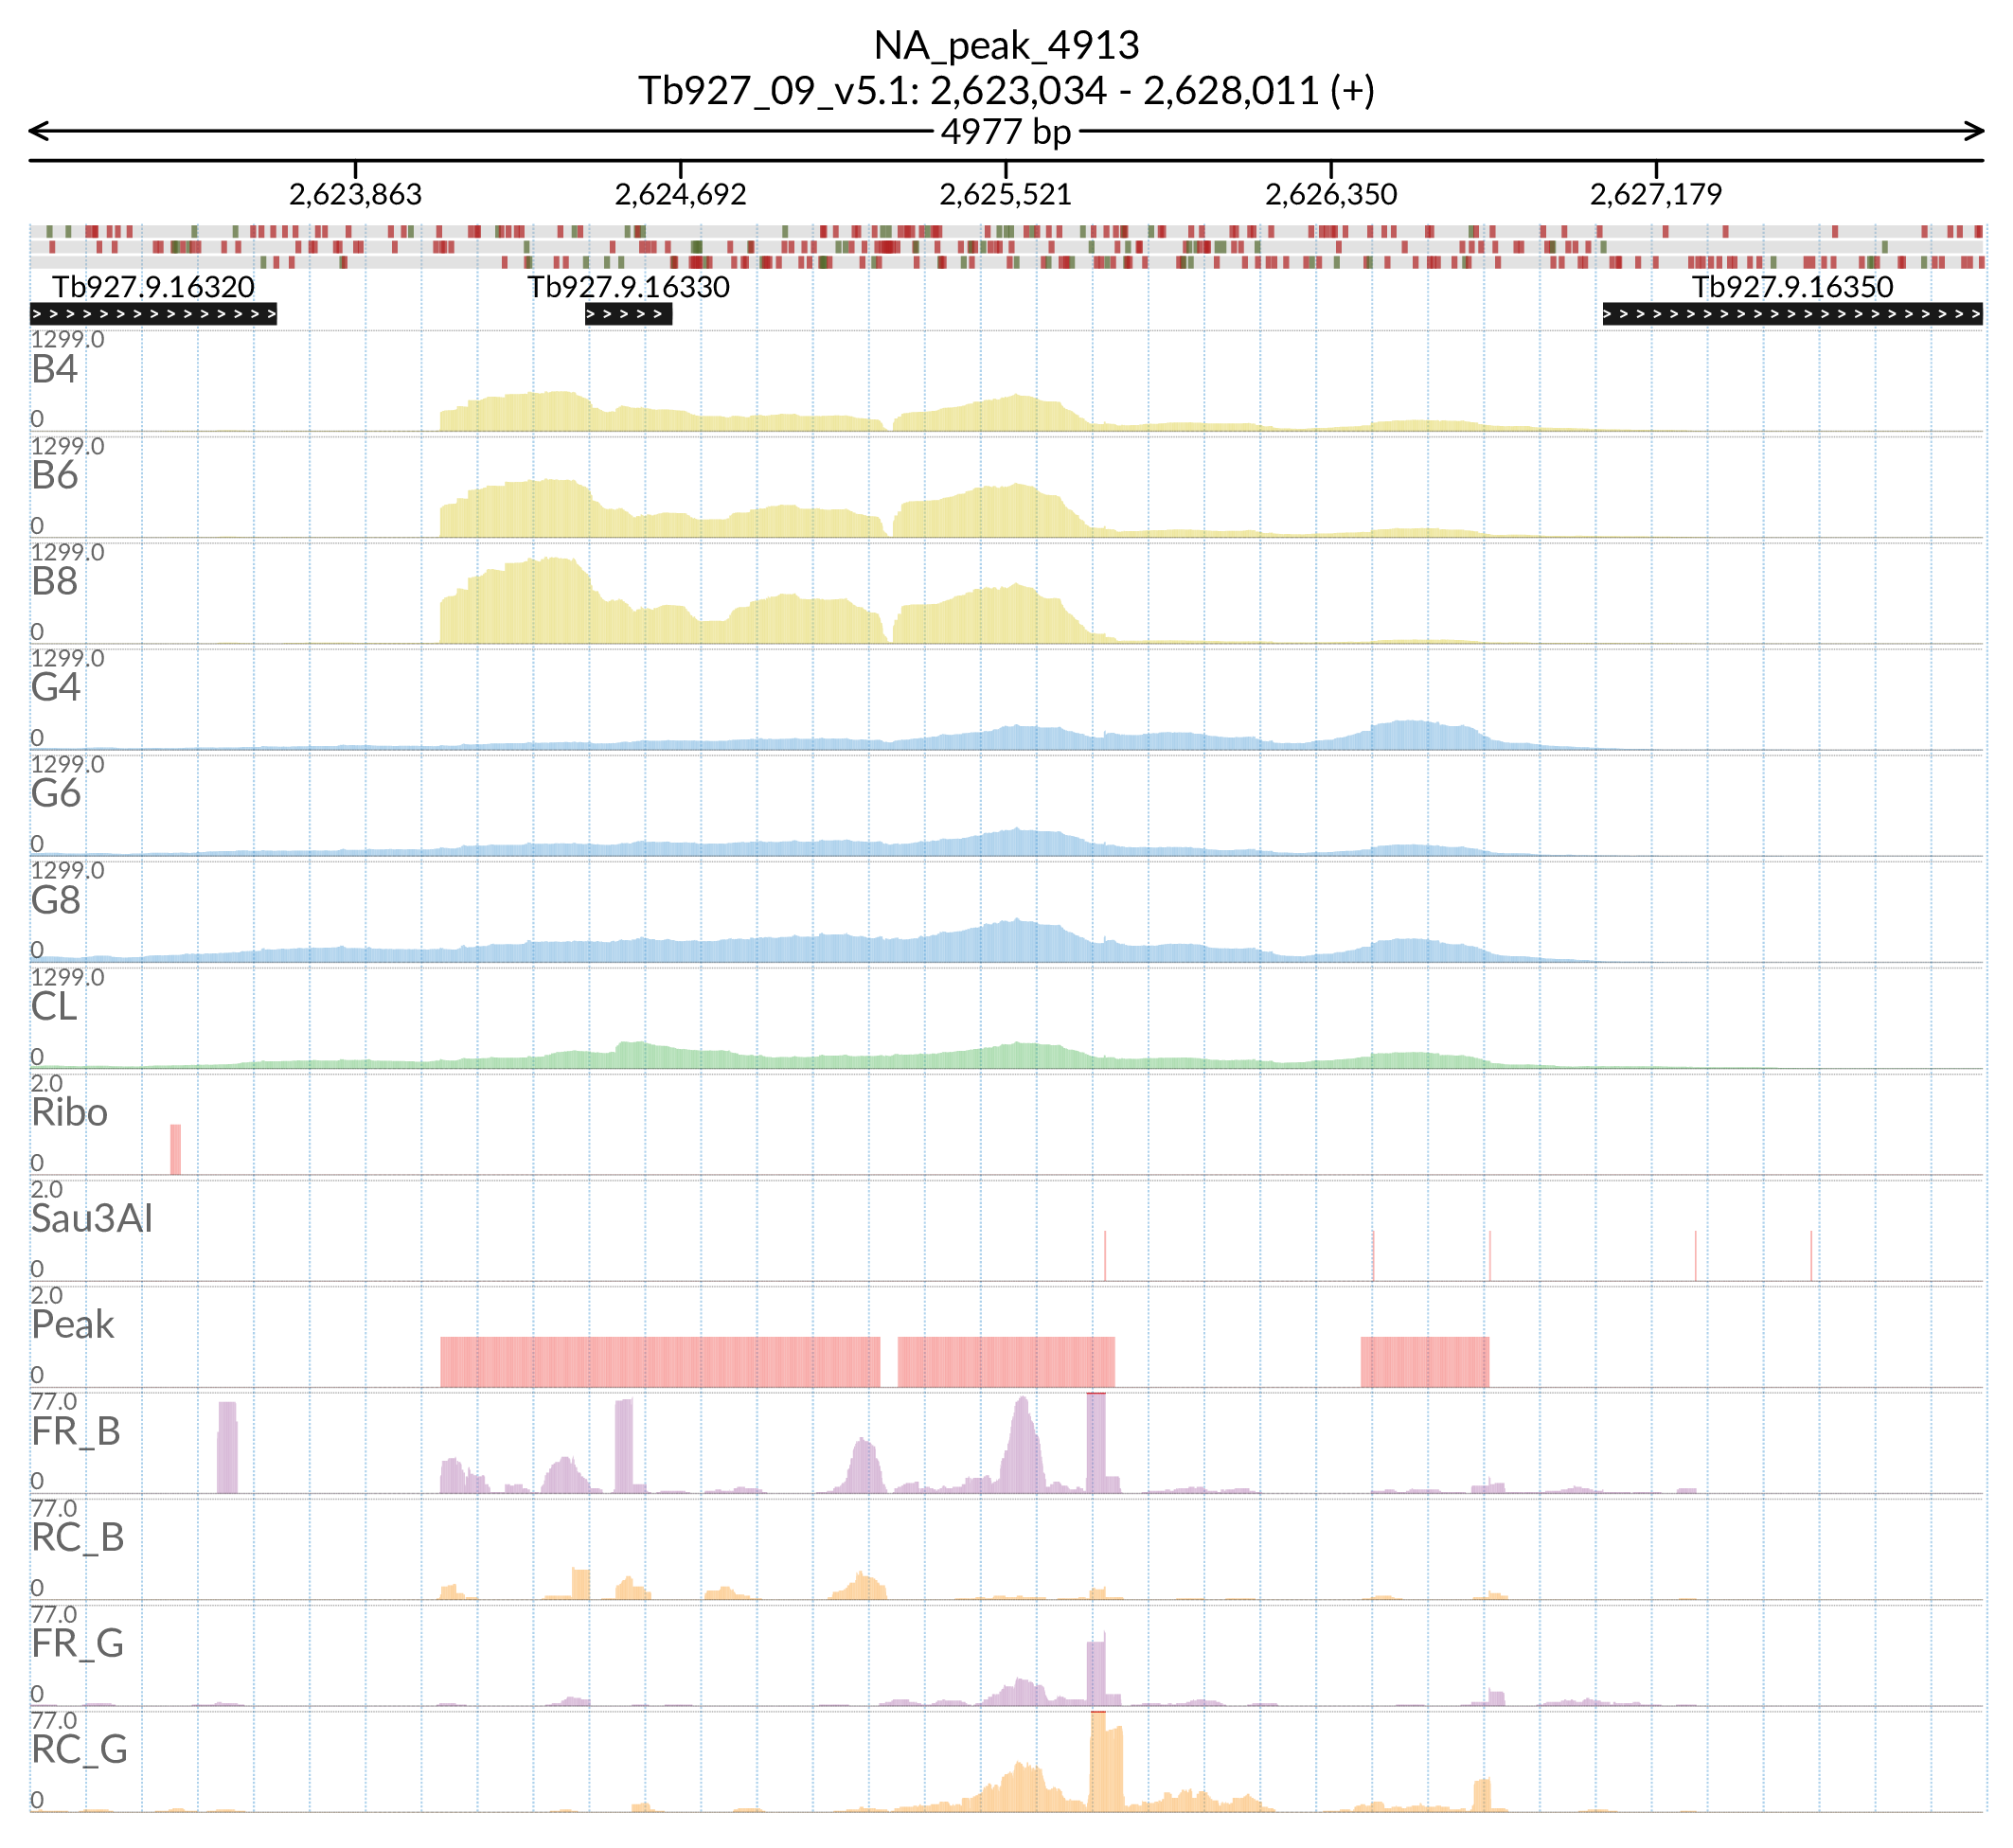 NA_peak_4913
Tb927_09_v5.1: 2,623,034 - 2,628,011 (+)
4977 bp
2,623,863 2,624,692 2,625,521 2,626,350 2,627,179
Tb927.9.16320 Tb927.9.16330 Tb927.9.16350
1299.0
B4
0
1299.0
B6
0
1299.0
B8
0
1299.0
G4
0
1299.0
G6
0
1299.0
G8
0
1299.0
CL
0
2.0
Ribo
0
2.0
Sau3AI
0
2.0
Peak
0
77.0
FR_B
0
77.0
RC_B
0
77.0
FR_G
0
77.0
RC_G
0